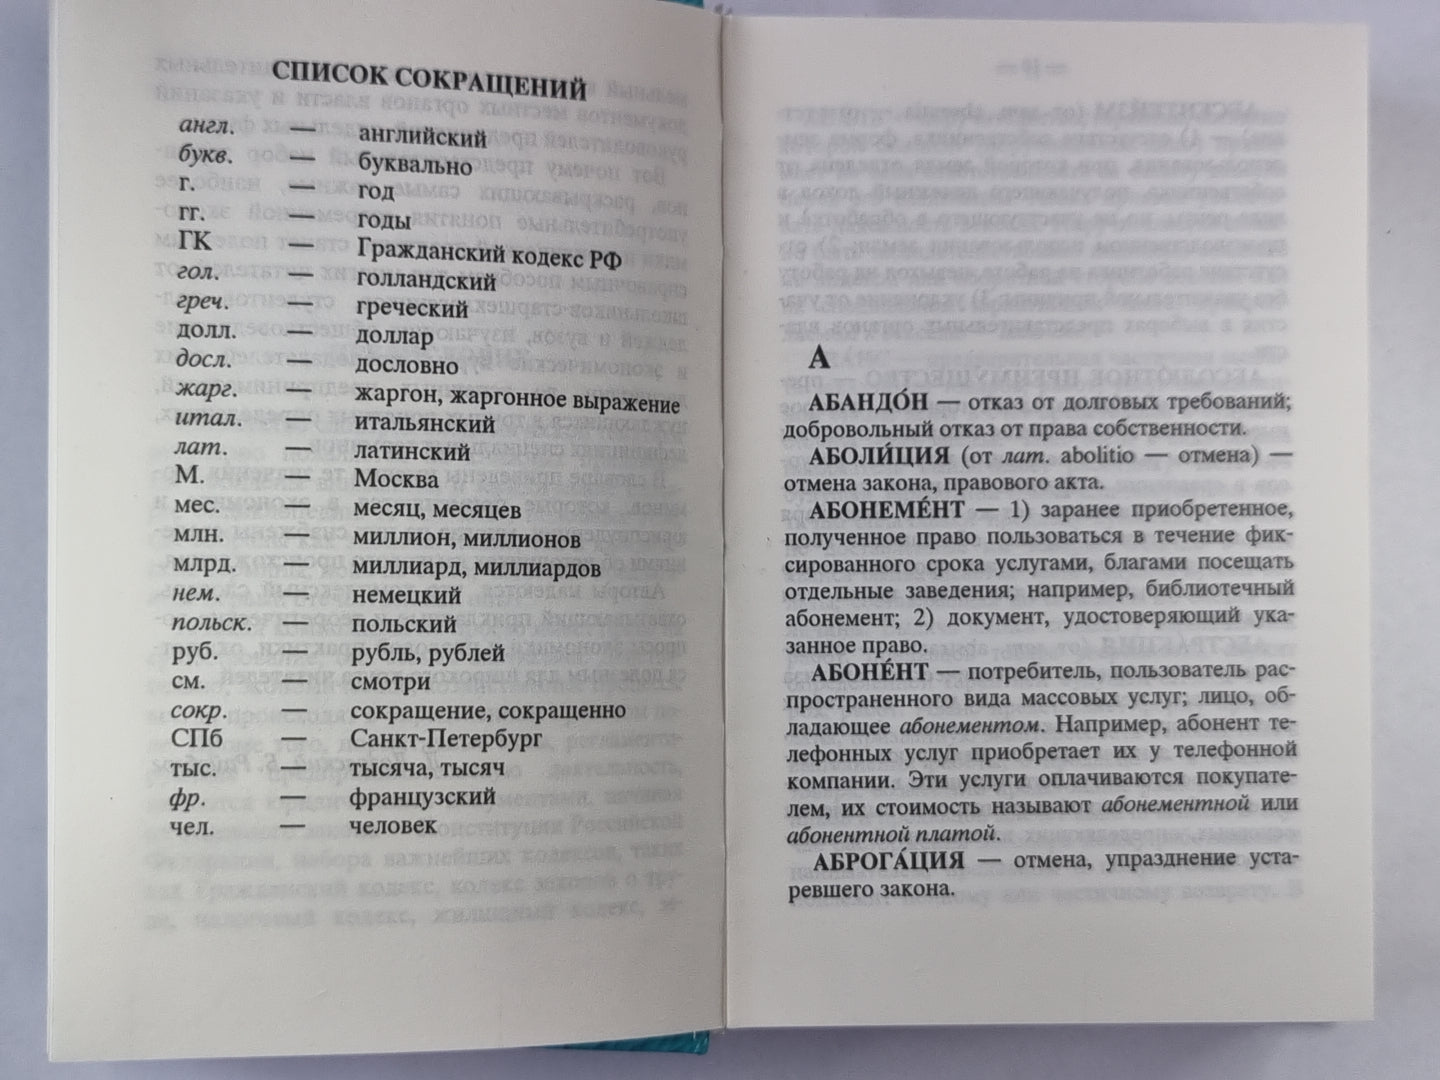 СПИСОК СОКРАЩЕНИЙ
англ. — английский
букв. — буквально
г. — год
гг. — годы
ГК — Гражданский кодекс РФ
гол. — голландский
греч. — греческий
долл. — доллар
досл. — дословно
жарг. — жаргон, жаргонное выражение
итал. — итальянский
лат. — латинский
М. — Москва
мес. — месяц, месяцев
млн. — миллион, миллионов
млрд. — миллиард, миллиардов
нем. — немецкий
польск. — польский
руб. — рубль, рублей
см. — смотри
сокр. — сокращение, сокращенно
СПб — Санкт-Петербург
тыс. — тысяча, тысяч
фр. — французский
чел. — человек
А
АБАНДО́Н — отказ от долговых требований;
добровольный отказ от права собственности.
АБОЛИ́ЦИЯ (от лат. abolitio — отмена) —
отмена закона, правового акта.
АБОНЕМЕ́НТ — 1) заранее приобретенное,
полученное право пользоваться в течение фик-
сированного срока услугами, благами посещать
отдельные заведения; например, библиотечный
абонемент; 2) документ, удостоверяющий ука-
занное право.
АБОНЕ́НТ — потребитель, пользователь рас-
пространенного вида массовых услуг; лицо, об-
ладающее абонементом. Например, абонент те-
лефонных услуг приобретает их у телефонной
компании. Эти услуги оплачиваются покупате-
лем, их стоимость называют абонементной или
абонентной платой.
АБРОГА́ЦИЯ — отмена, упразднение уста-
ревшего закона.